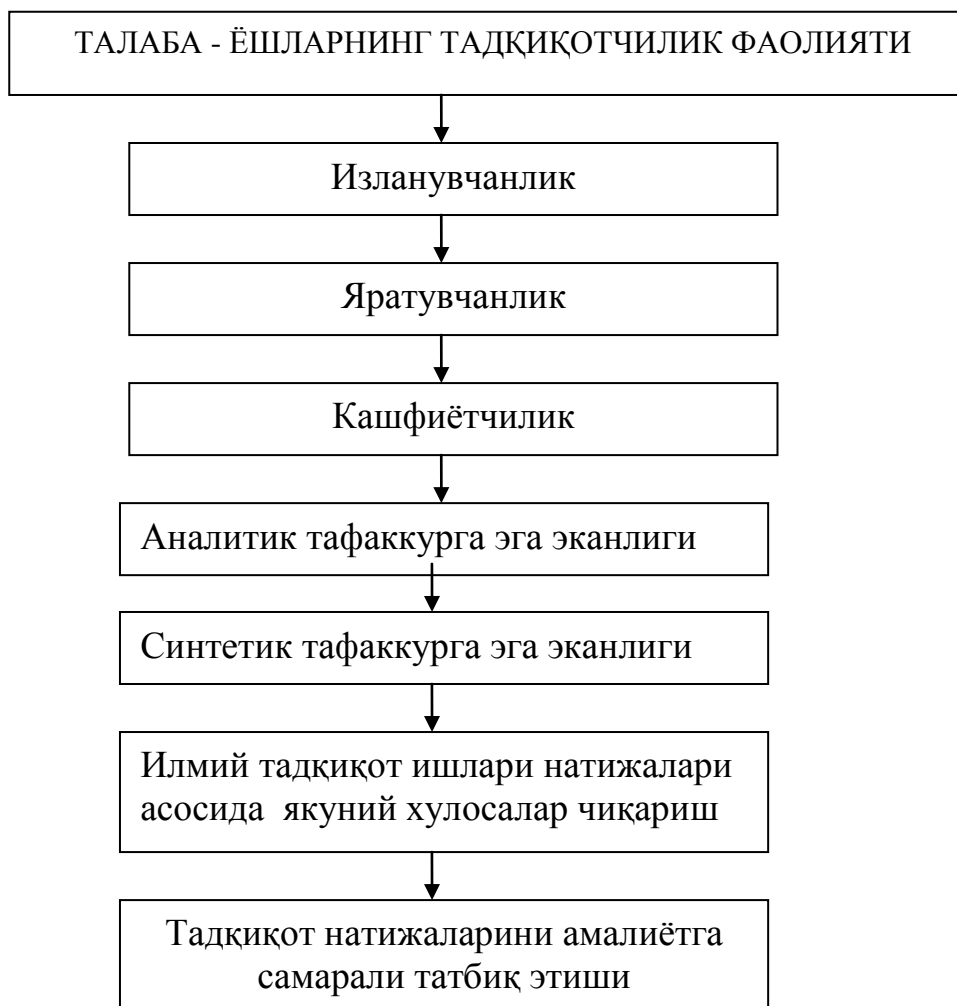 ТАЛАБА - ЁШЛАРНИНГ ТАДҚИҚОТЧИЛИК ФАОЛИЯТИ
Изланувчанлик
Яратувчанлик
Кашфиётчилик
Аналитик тафаккурга эга эканлиги
Синтетик тафаккурга эга эканлиги
Илмий тадқиқот ишлари натижалари
асосида якуний хулосалар чиқариш
Тадқиқот натижаларини амалиётга
самарали татбиқ этиши